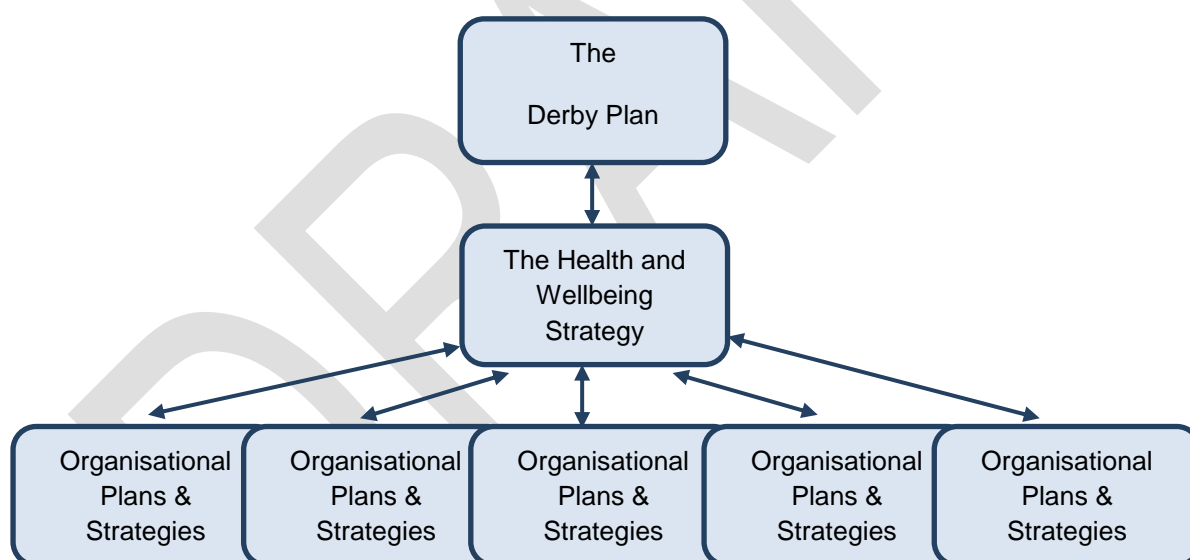 The
Derby Plan
The Health and
Wellbeing
Strategy
Organisational
Plans &
Strategies
Organisational
Plans &
Strategies
Organisational
Plans &
Strategies
Organisational
Plans &
Strategies
Organisational
Plans &
Strategies